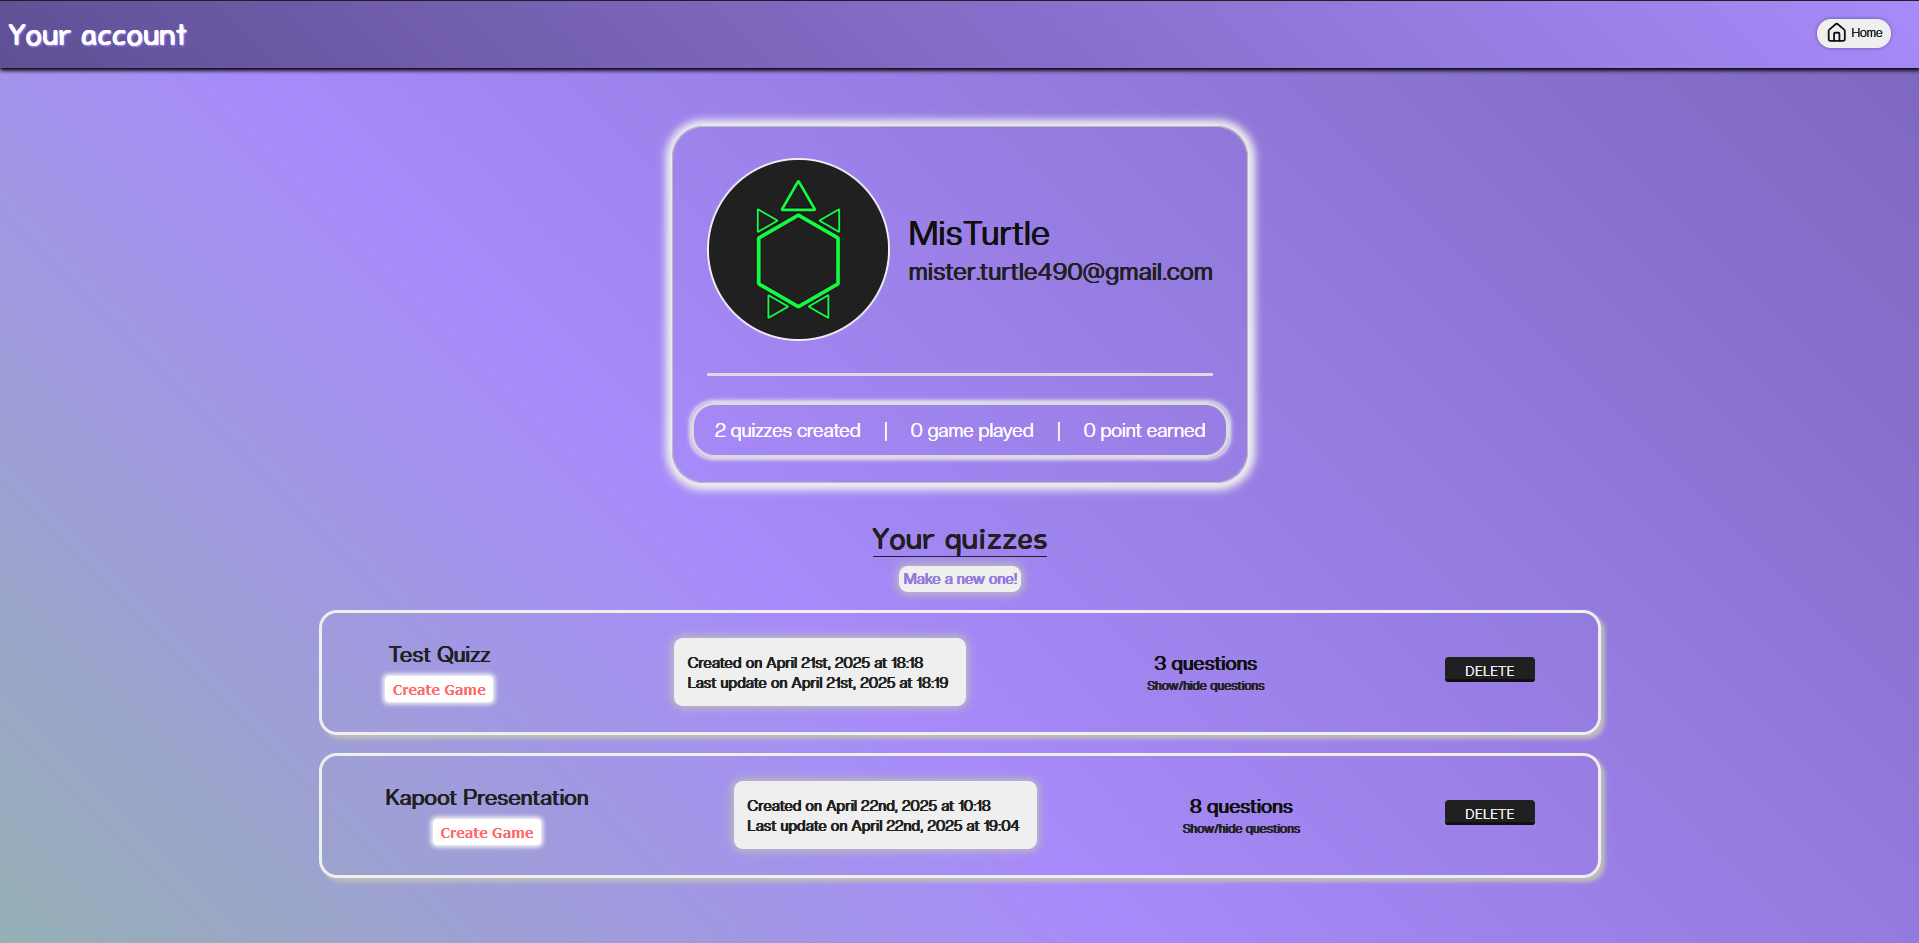 Your account
Home
MisTurtle
mister.turtle490@gmail.com
2 quizzes created | 0 game played | 0 point earned
Your quizzes
Make a new one!
Test Quizz
Create Game
Created on April 21st, 2025 at 18:18
Last update on April 21st, 2025 at 18:19
3 questions
Show/hide questions
DELETE
Kapoot Presentation
Create Game
Created on April 22nd, 2025 at 10:18
Last update on April 22nd, 2025 at 19:04
8 questions
Show/hide questions
DELETE